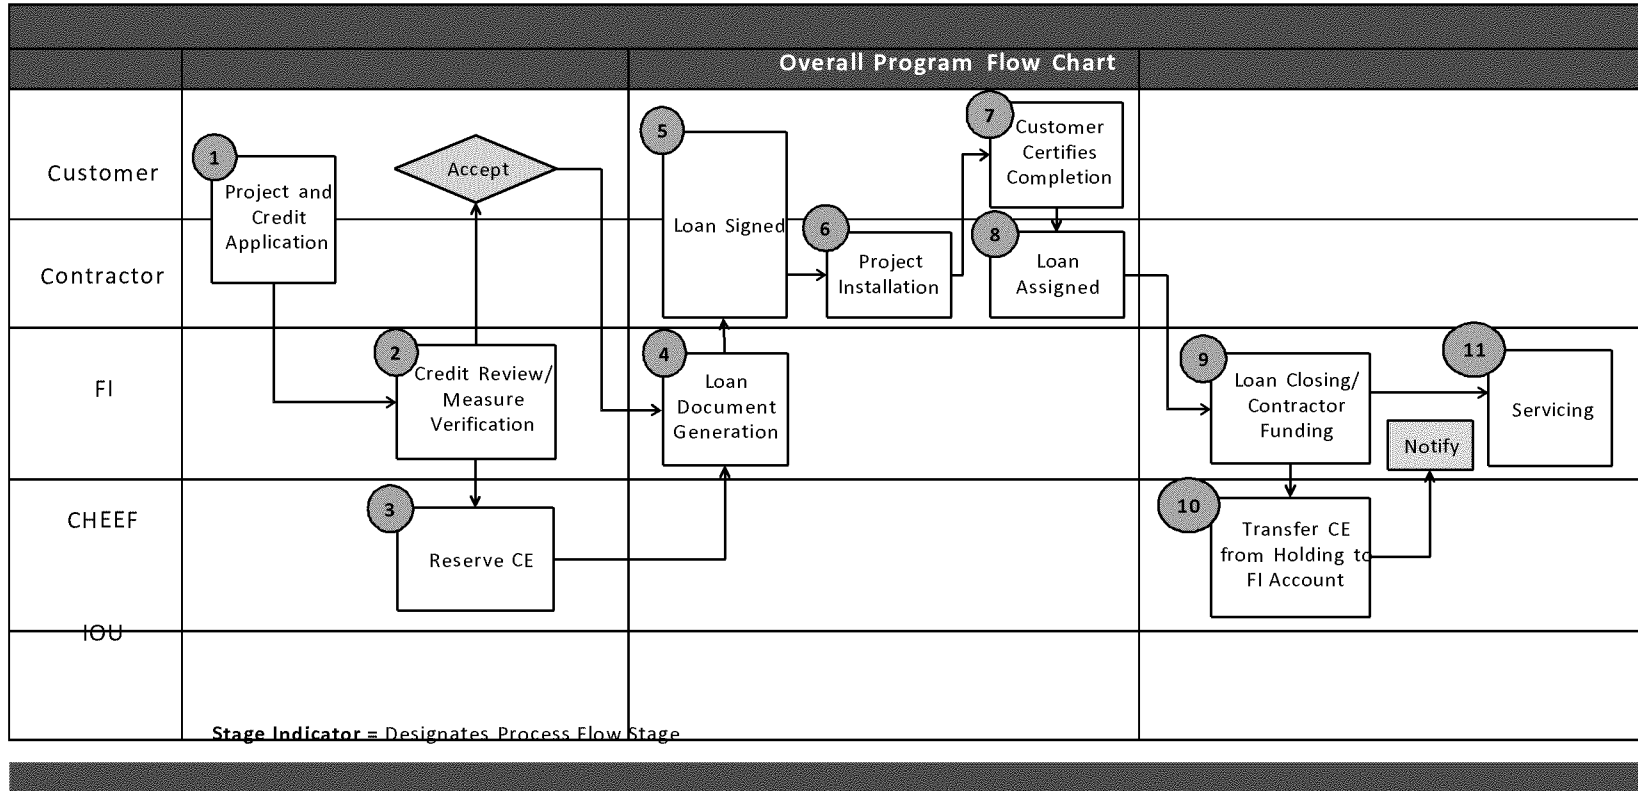 Overall Program Flow Chart
Customer
Contractor
FI
CHEEF
IOU
1
Project and
Credit
Application
Accept
2
Credit Review/
Measure
Verification
3
Reserve CE
4
Loan
Document
Generation
5
Loan Signed
6
Project
Installation
7
Customer
Certifies
Completion
8
Loan
Assigned
9
Loan Closing/
Contractor
Funding
10
Transfer CE
from Holding to
FI Account
Notify
11
Servicing
Stage Indicator = Designates Process Flow Stage